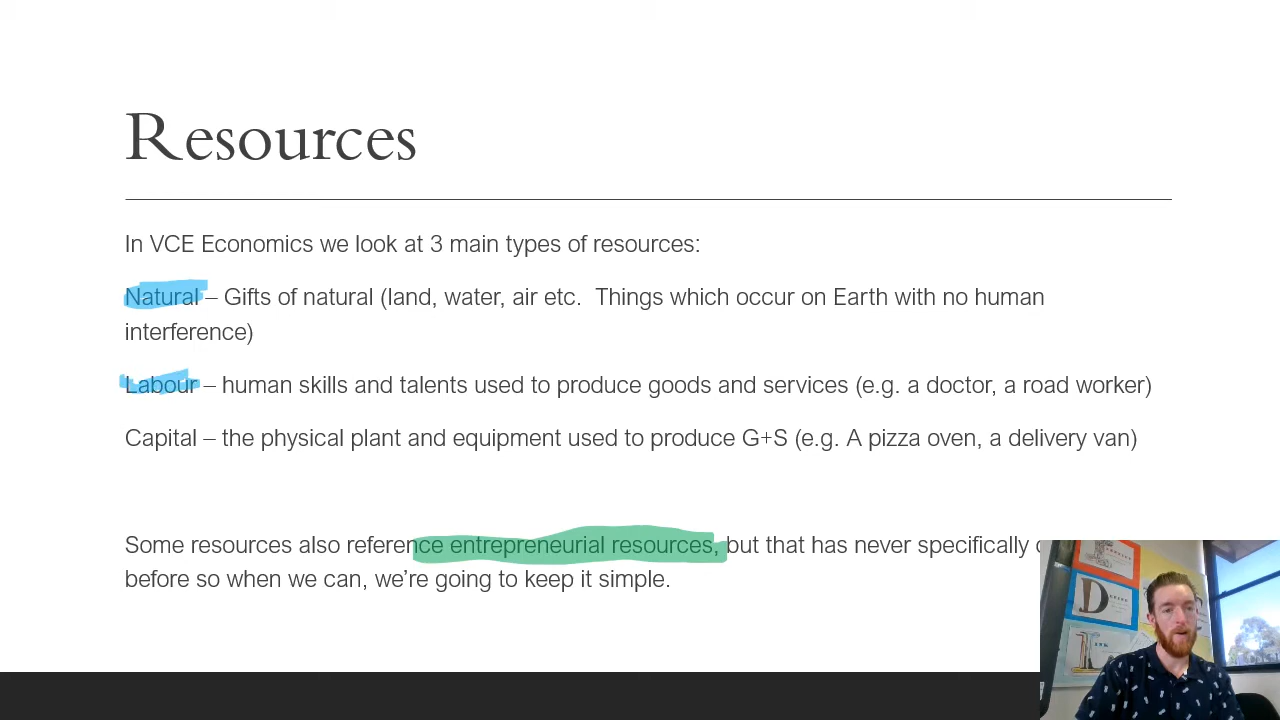 Resources
In VCE Economics we look at 3 main types of resources:
Natural – Gifts of natural (land, water, air etc.  Things which occur on Earth with no human
interference)
Labour – human skills and talents used to produce goods and services (e.g. a doctor, a road worker)
Capital – the physical plant and equipment used to produce G+S (e.g. A pizza oven, a delivery van)
Some resources also reference entrepreneurial resources, but that has never specifically
before so when we can, we're going to keep it simple.